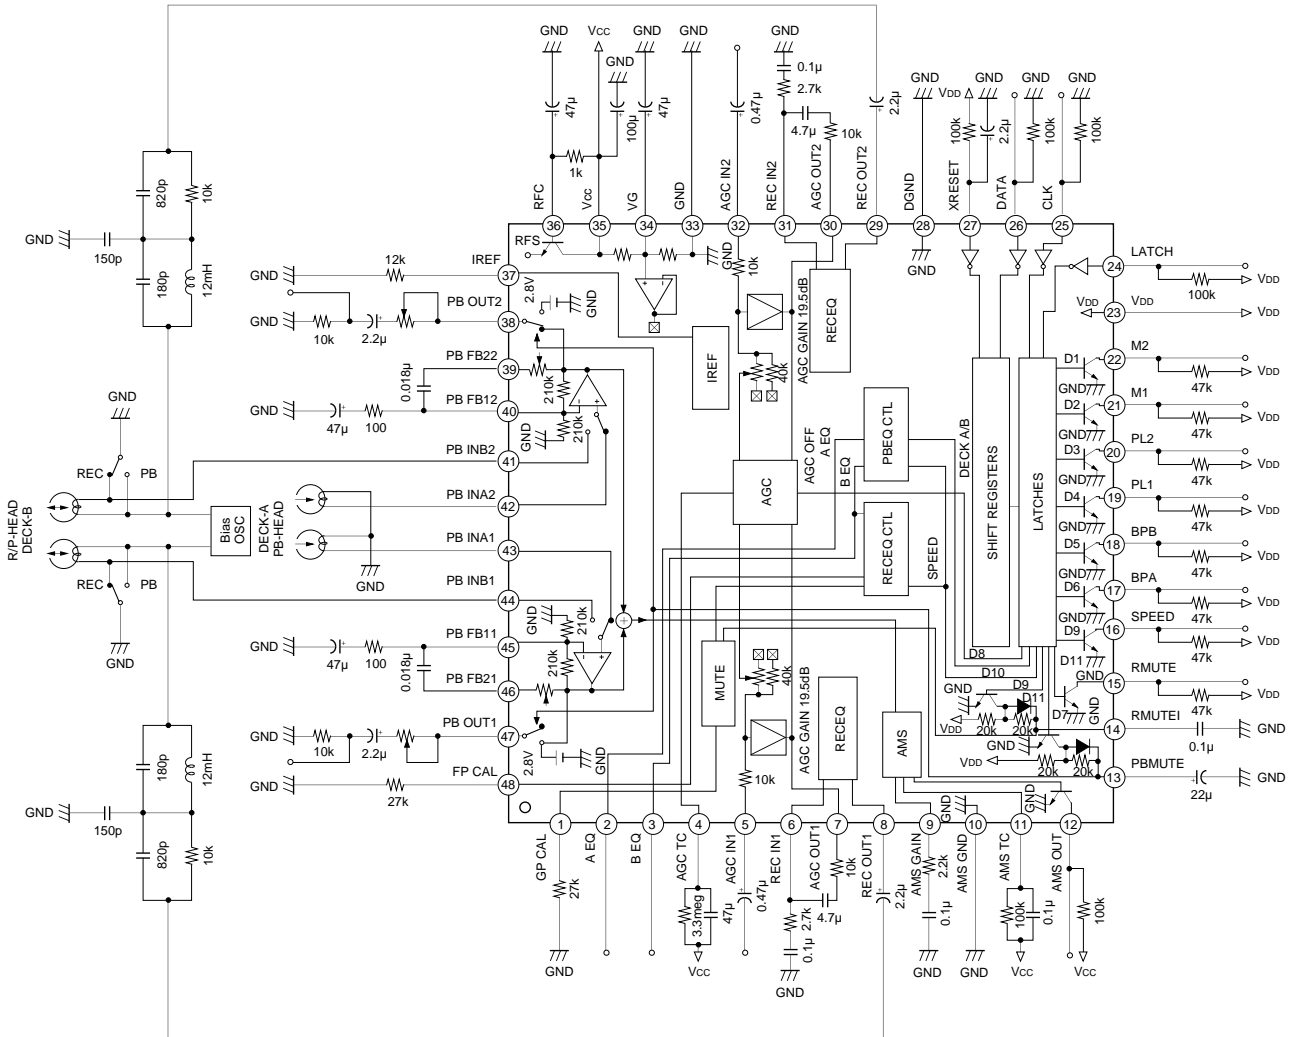 GND
Vcc
GND
GND
GND
GND
0.1µ
2.7k
47µ
100µ
47µ
0.47µ
4.7µ
10k
2.2µ
1k
RFC
Vcc
VG
GND
AGC IN2
REC IN2
AGC OUT2
REC OUT2
GND
VDD
GND
GND
GND
100k
2.2µ
100k
100k
DGND
XRESET
DATA
CLK
36
35
34
33
32
31
30
29
28
27
26
25
820p
10k
GND
150p
180p
12mH
GND
12k
IREF
37
GND
10k
2.2µ
PB OUT2
38
0.018µ
PB FB22
39
GND
47µ
100
PB FB12
40
PB INB2
41
PB INA2
42
PB INA1
43
PB INB1
44
GND
47µ
100
PB FB11
45
0.018µ
PB FB21
46
GND
10k
2.2µ
PB OUT1
47
GND
27k
FP CAL
48
GND
REC
PB
R/P-HEAD
DECK-B
REC
PB
GND
Bias
OSC
DECK-A
PB-HEAD
GND
180p
12mH
GND
150p
820p
10k
RFS
2.8V
GND
210k
GND
210k
GND
10k
AGC GAIN 19.5dB
RECEQ
40k
IREF
GND
AGC
AGC OFF
A EQ
B EQ
PBEQ CTL
RECEQ CTL
DECK A/B
SPEED
SHIFT REGISTERS
LATCHES
MUTE
GND
210k
210k
2.8V
GND
40k
AGC GAIN 19.5dB
10k
RECEQ
AMS
D8
D10
D9
D11
GND
VDD
20k
20k
GND
VDD
20k
20k
GND
GND
24
LATCH
100k
VDD
VDD
23
VDD
VDD
D1
GND
22
M2
47k
VDD
D2
GND
21
M1
47k
VDD
D3
GND
20
PL2
47k
VDD
D4
GND
19
PL1
47k
VDD
D5
GND
18
BPB
47k
VDD
D6
GND
17
BPA
47k
VDD
D9
D11
16
SPEED
47k
VDD
GND
D7
GND
15
RMUTE
47k
VDD
14
RMUTEI
0.1µ
GND
13
PBMUTE
22µ
GND
1
2
3
4
5
6
7
8
9
10
11
12
GP CAL
A EQ
B EQ
AGC TC
AGC IN1
REC IN1
AGC OUT1
REC OUT1
AMS GAIN
AMS GND
AMS TC
AMS OUT
27k
GND
3.3meg
47µ
Vcc
0.47µ
2.7k
0.1µ
GND
4.7µ
10k
2.2µ
2.2k
0.1µ
GND
GND
100k
0.1µ
Vcc
100k
Vcc